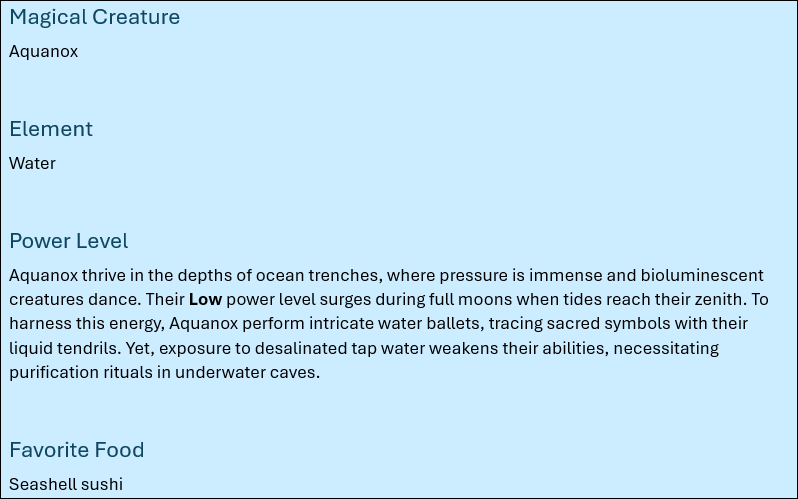 Magical Creature
Aquanox
Element
Water
Power Level
Aquanox thrive in the depths of ocean trenches, where pressure is immense and bioluminescent
creatures dance. Their Low power level surges during full moons when tides reach their zenith. To
harness this energy, Aquanox perform intricate water ballets, tracing sacred symbols with their
liquid tendrils. Yet, exposure to desalinated tap water weakens their abilities, necessitating
purification rituals in underwater caves.
Favorite Food
Seashell sushi